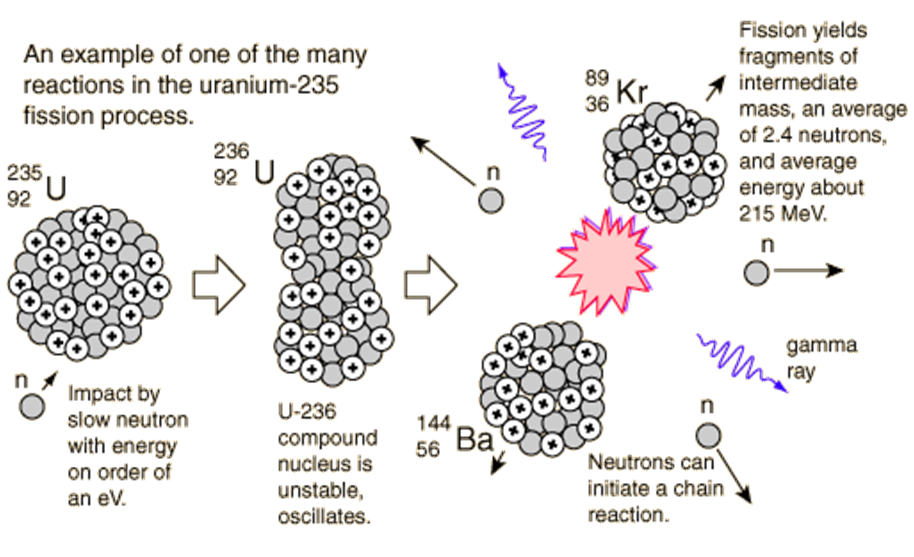 An example of one of the many
reactions in the uranium-235
fission process.
235
92 U
n
Impact by
slow neutron
with energy
on order of
an eV.
236
92 U
U-236
compound
nucleus is
unstable,
oscillates.
n
89
36 Kr
Fission yields
fragments of
intermediate
mass, an average
of 2.4 neutrons,
and average
energy about
215 MeV.
n
gamma
ray
144
56 Ba
n
Neutrons can
initiate a chain
reaction.